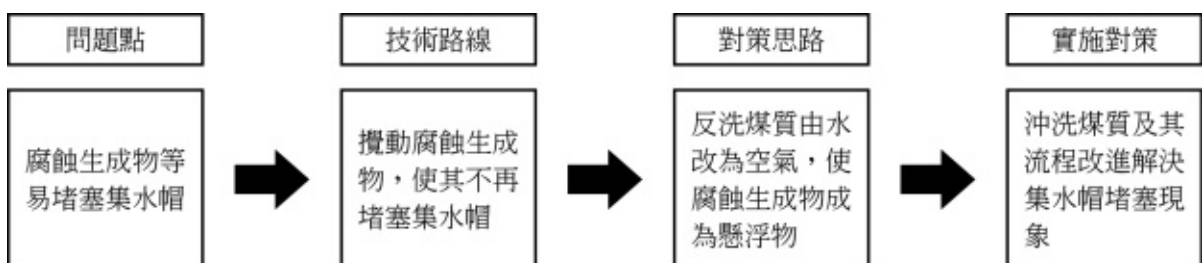 問題點
技術路線
對策思路
實施對策
腐蝕生成物等
易堵塞集水帽
攪動腐蝕生成
物，使其不再
堵塞集水帽
反洗煤質由水
改為空氣，使
腐蝕生成物成
為懸浮物
沖洗煤質及其
流程改進解決
集水帽堵塞現
象